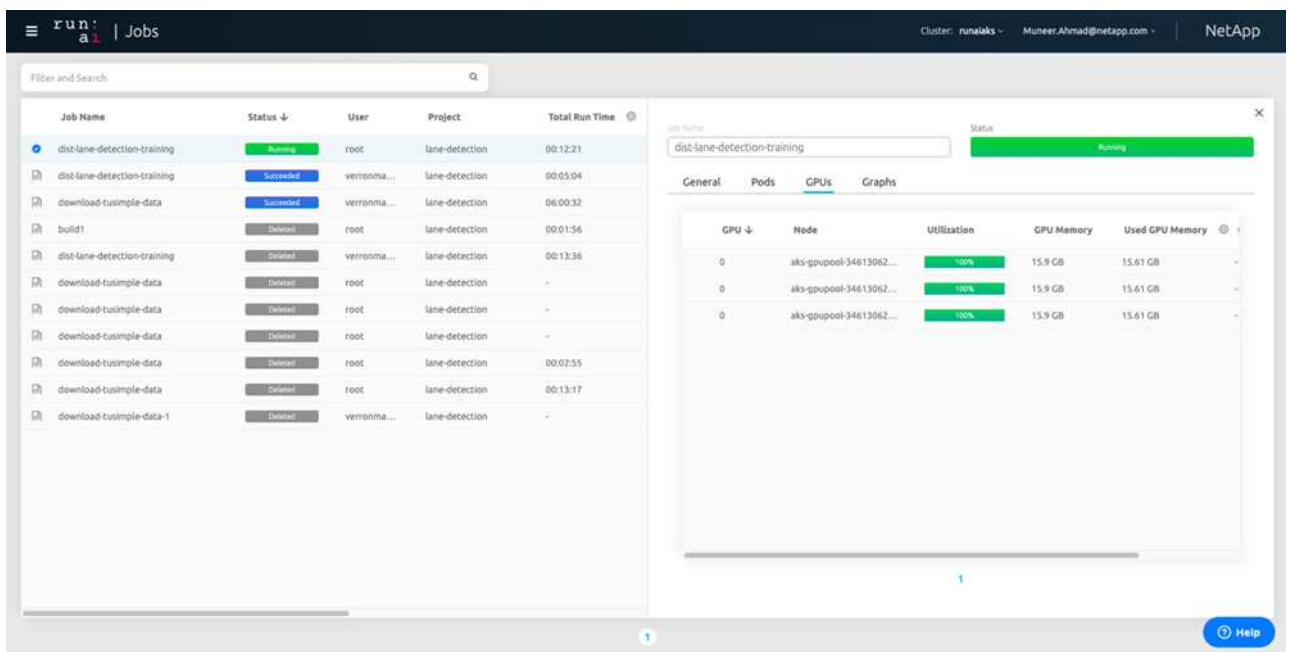 run: ai | Jobs
Cluster: runaiaks
Muneer.Ahmad@netapp.com
NetApp
Filter and Search
Job Name Status User Project Total Run Time
dist-lane-detection-training Running root lane-detection 00:12:21
dist-lane-detection-training Succeeded verronma... lane-detection 00:05:04
download-tusimple-data Succeeded verronma... lane-detection 06:00:32
build1 Deleted root lane-detection 00:01:56
dist-lane-detection-training Deleted verronma... lane-detection 00:13:36
download-tusimple-data Deleted root lane-detection -
download-tusimple-data Deleted root lane-detection -
download-tusimple-data Deleted root lane-detection -
download-tusimple-data Deleted root lane-detection 00:02:55
download-tusimple-data Deleted root lane-detection 00:13:17
download-tusimple-data-1 Deleted verronma... lane-detection -
1
Job Name Status
dist-lane-detection-training Running
General Pods GPUs Graphs
GPU Node Utilization GPU Memory Used GPU Memory
0 aks-gpupool-34613062... 100% 15.9 GB 15.61 GB -
0 aks-gpupool-34613062... 100% 15.9 GB 15.61 GB -
0 aks-gpupool-34613062... 100% 15.9 GB 15.61 GB -
1
Help